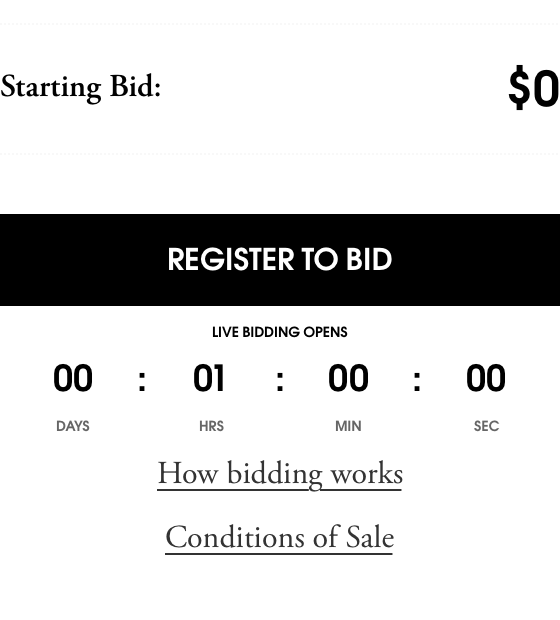 Starting Bid: $0
REGISTER TO BID
LIVE BIDDING OPENS
00 : 01 : 00 : 00
DAYS HRS MIN SEC
How bidding works
Conditions of Sale